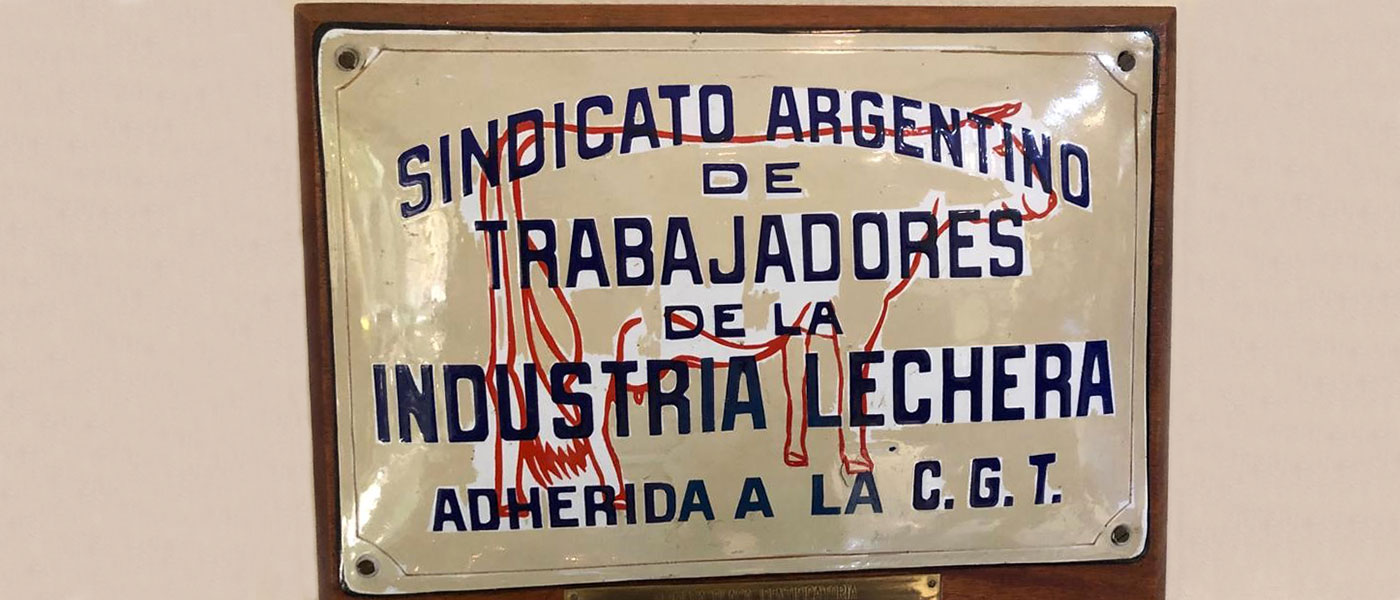 SINDICATO ARGENTINO
DE
TRABAJADORES
DE LA
INDUSTRIA LECHERA
ADHERIDA A LA C.G.T.